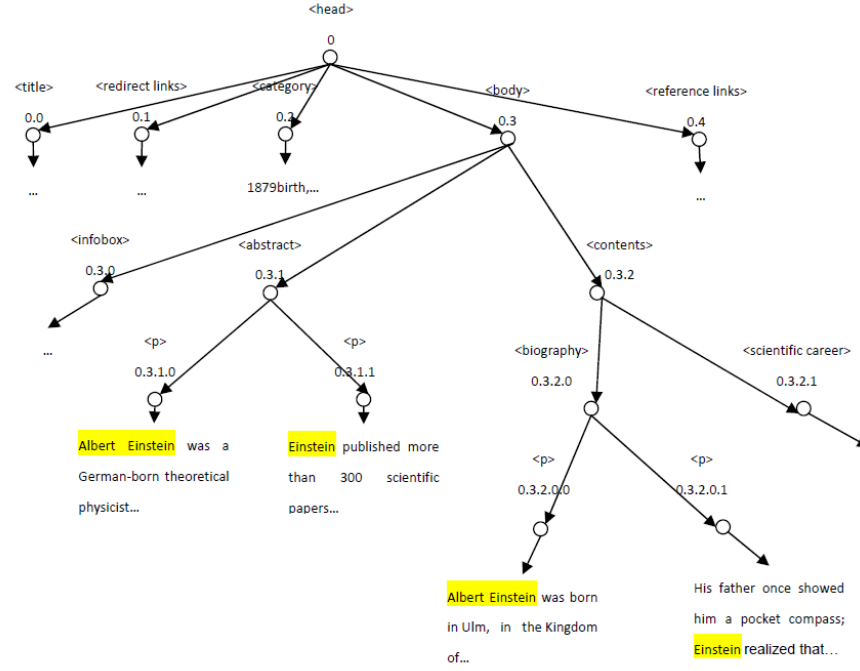 <head>
0
<title>
<redirect links>
<category>
<body>
<reference links>
0.0
0.1
0.2
0.3
0.4
...
...
1879birth,...
...
<infobox>
<abstract>
<contents>
0.3.0
0.3.1
0.3.2
...
<p>
<p>
<biography>
<scientific career>
0.3.1.0
0.3.1.1
0.3.2.0
0.3.2.1
Albert Einstein was a
German-born theoretical
physicist...
Einstein published more
than 300 scientific
papers...
<p>
<p>
0.3.2.0.0
0.3.2.0.1
Albert Einstein was born
in Ulm, in the Kingdom
of...
His father once showed
him a pocket compass;
Einstein realized that...